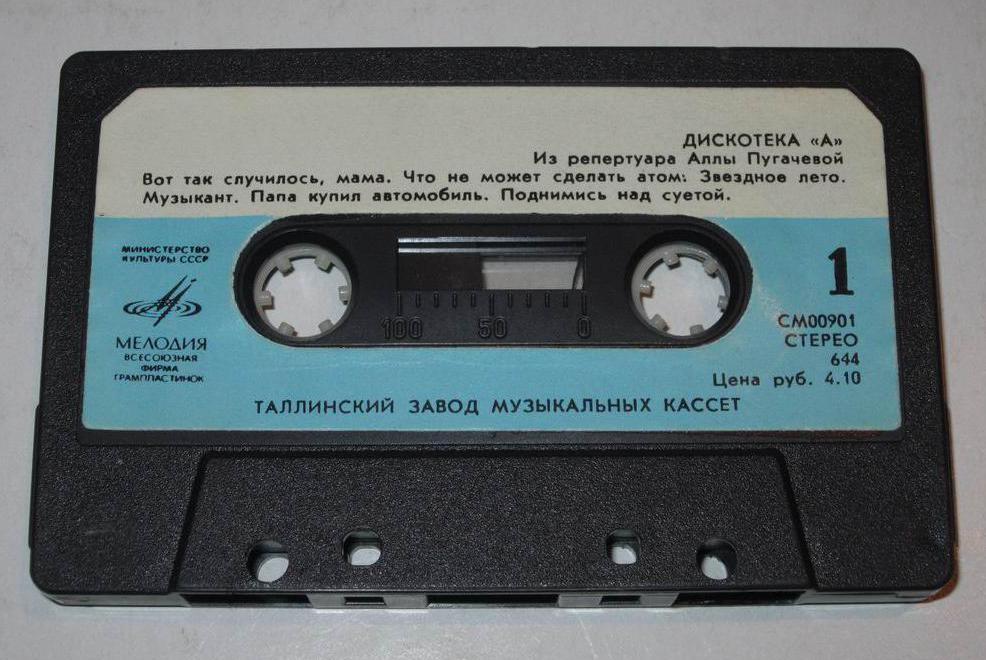 ДИСКОТЕКА «А»
Из репертуара Аллы Пугачевой
Вот так случилось, мама. Что не может сделать атом. Звездное лето.
Музыкант. Папа купил автомобиль. Поднимись над суетой.
МИНИСТЕРСТВО
КУЛЬТУРЫ СССР
1
МЕЛОДИЯ
ВСЕСОЮЗНАЯ
ФИРМА
ГРАМПЛАСТИНОК
100 50 0
СМ00901
СТЕРЕО
644
Цена руб. 4.10
ТАЛЛИНСКИЙ ЗАВОД МУЗЫКАЛЬНЫХ КАССЕТ